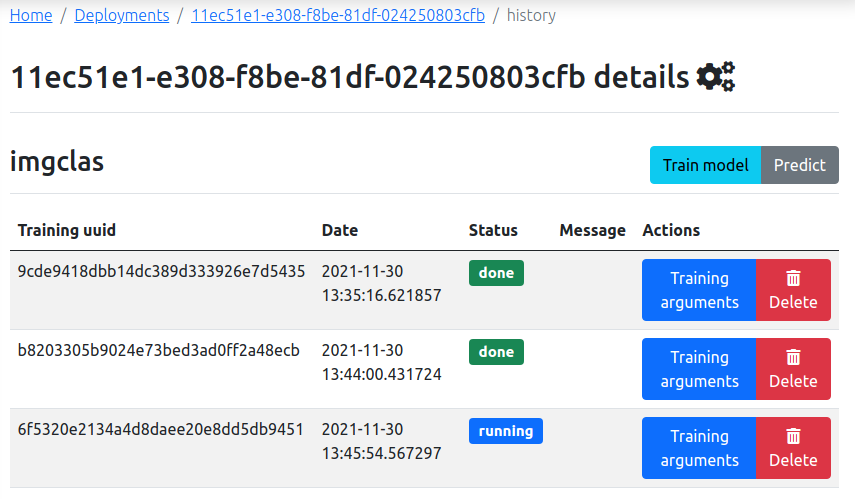 Home / Deployments / 11ec51e1-e308-f8be-81df-024250803cfb / history
11ec51e1-e308-f8be-81df-024250803cfb details
imgclas
Train model Predict
Training uuid Date Status Message Actions
9cde9418dbb14dc389d333926e7d5435 2021-11-30 13:35:16.621857 done Training arguments Delete
b8203305b9024e73bed3ad0ff2a48ecb 2021-11-30 13:44:00.431724 done Training arguments Delete
6f5320e2134a4d8daee20e8dd5db9451 2021-11-30 13:45:54.567297 running Training arguments Delete